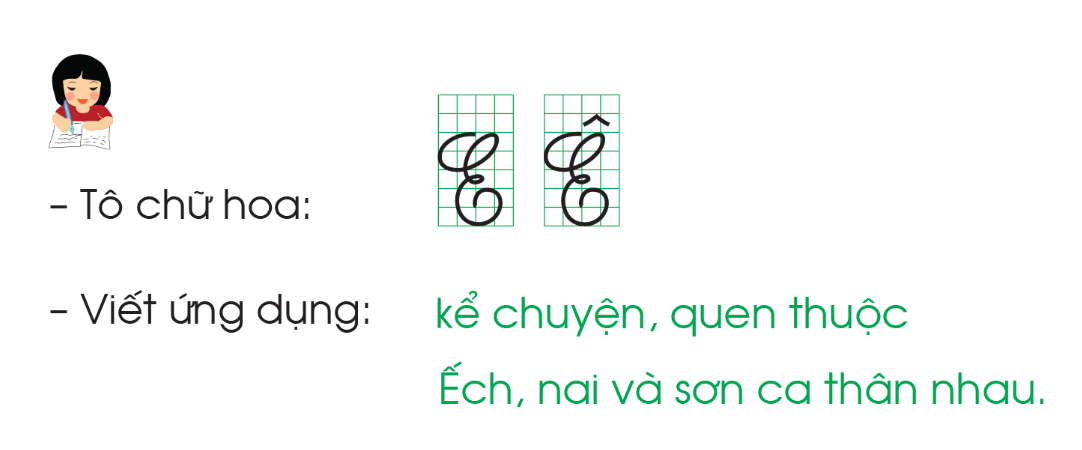 – Tô chữ hoa: E Ê
– Viết ứng dụng: kể chuyện, quen thuộc
Ếch, nai và sơn ca thân nhau.